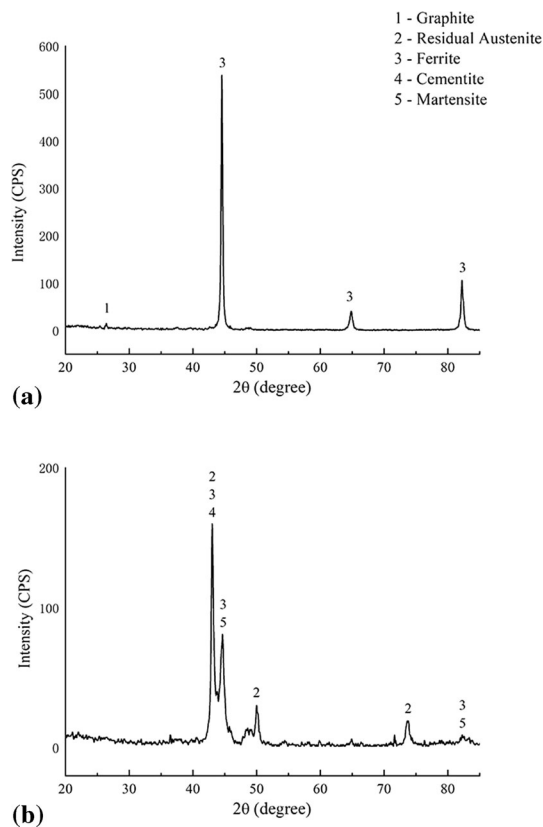 1 - Graphite
2 - Residual Austenite
3 - Ferrite
4 - Cementite
5 - Martensite
600
500
400
300
200
100
0
Intensity (CPS)
3
1
3
3
20 30 40 50 60 70 80
2θ (degree)
(a)
200
100
0
Intensity (CPS)
2
3
4
3
5
2
2
3
5
20 30 40 50 60 70 80
2θ (degree)
(b)